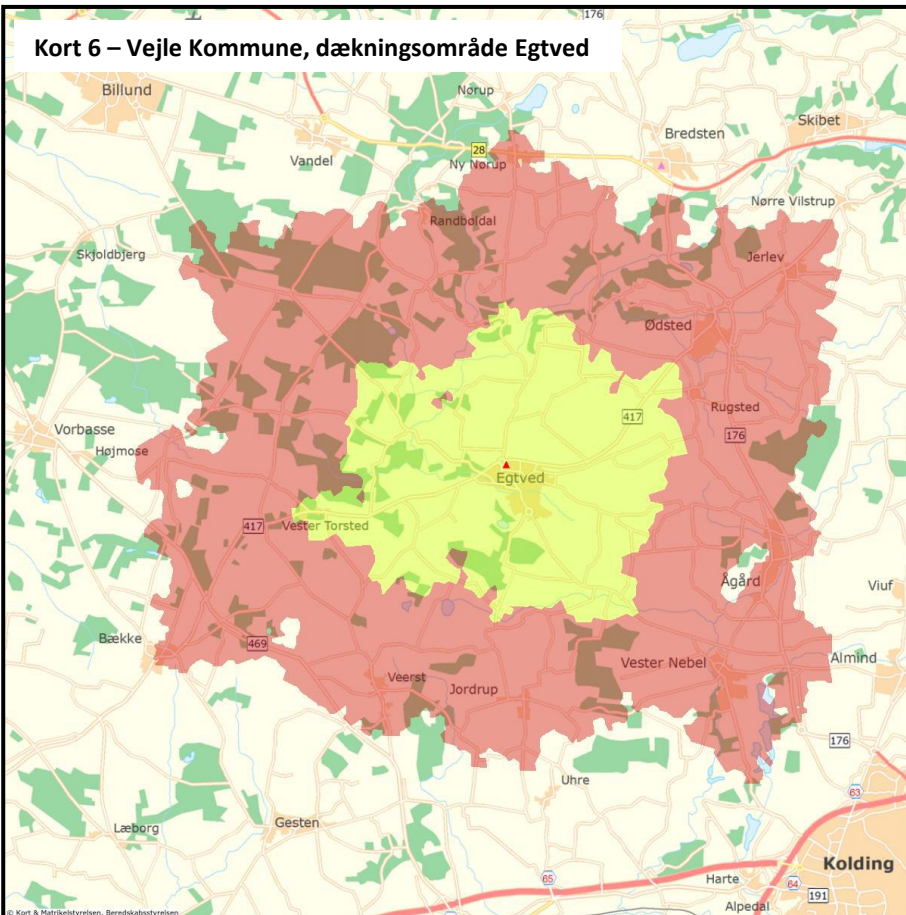 176
Kort 6 – Vejle Kommune, dækningsområde Egtved
Billund
Nørup
Skibet
Bredsten
28
Vandel
Ny Nørup
Nørre Vilstrup
Randboldal
Skjoldbjerg
Jerlev
Ødsted
Rugsted
417
Vorbasse
176
Højmose
Egtved
417
Vester Torsted
Ågård
Viuf
Bække
469
Vester Nebel
Almind
Veerst
Jordrup
176
Uhre
63
Gesten
Læborg
Kolding
65
Harte
64
191
Alpedal
© Kort & Matrikelstyrelsen, Beredskabsstyrelsen